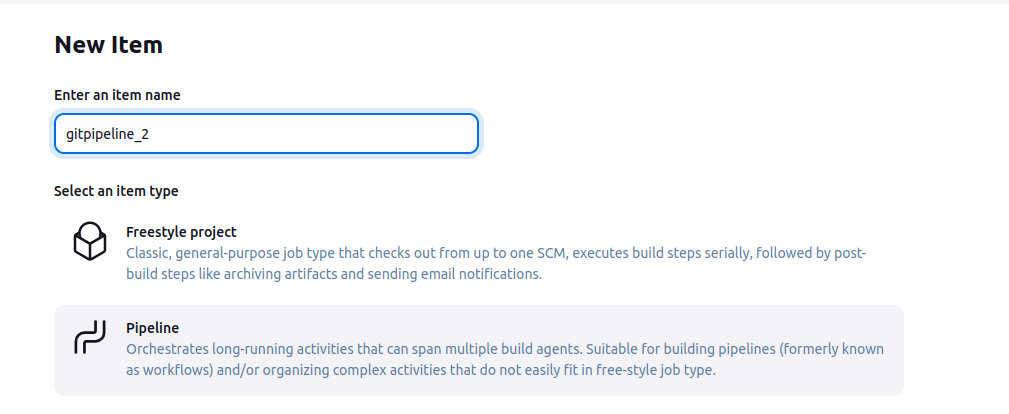 New Item
Enter an item name
gitpipeline_2
Select an item type
Freestyle project
Classic, general-purpose job type that checks out from up to one SCM, executes build steps serially, followed by post-
build steps like archiving artifacts and sending email notifications.
Pipeline
Orchestrates long-running activities that can span multiple build agents. Suitable for building pipelines (formerly known
as workflows) and/or organizing complex activities that do not easily fit in free-style job type.